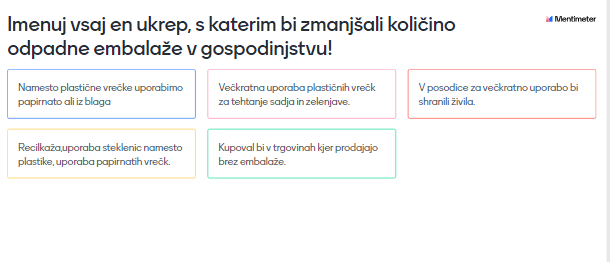 Imenuj vsaj en ukrep, s katerim bi zmanjšali količino
odpadne embalaže v gospodinjstvu!
Mentimeter
Namesto plastične vrečke uporabimo
papirnato ali iz blaga
Večkratna uporaba plastičnih vrečk
za tehtanje sadja in zelenjave.
V posodice za večkratno uporabo bi
shranili živila.
Recilkaža,uporaba steklenic namesto
plastike, uporaba papirnatih vrečk.
Kupoval bi v trgovinah kjer prodajajo
brez embalaže.